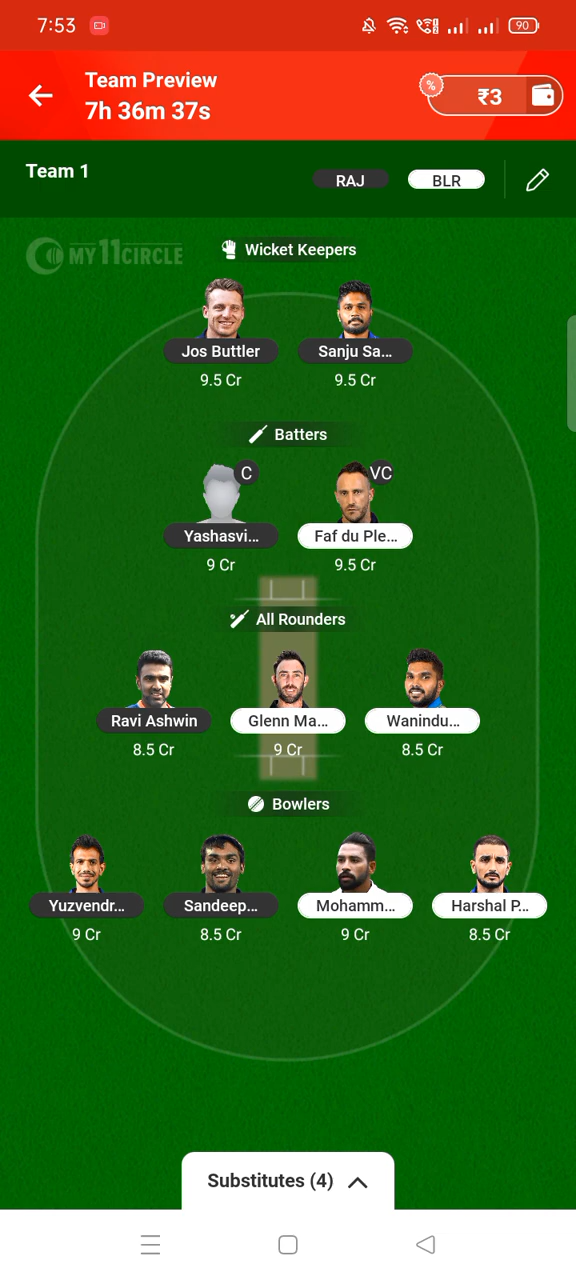 7:53
90
Team Preview
7h 36m 37s
%
₹3
Team 1
RAJ
BLR
MY11CIRCLE
Wicket Keepers
Jos Buttler
Sanju Sa...
9.5 Cr
9.5 Cr
Batters
C
VC
Yashasvi...
Faf du Ple...
9 Cr
9.5 Cr
All Rounders
Ravi Ashwin
Glenn Ma...
Wanindu...
8.5 Cr
9 Cr
8.5 Cr
Bowlers
Yuzvendr...
Sandeep...
Mohamm...
Harshal P...
9 Cr
8.5 Cr
9 Cr
8.5 Cr
Substitutes (4)